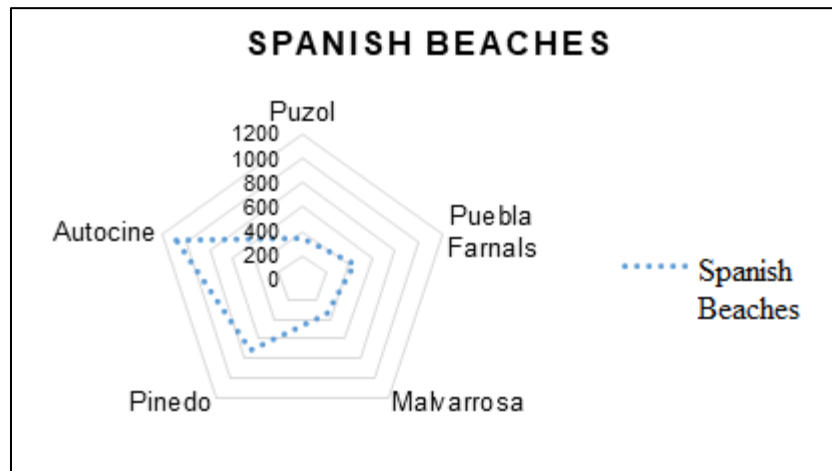 SPANISH BEACHES
Puzol
1200
1000
800
600
400
200
0
Puebla
Farnals
Malvarrosa
Pinedo
Autocine
Spanish
Beaches